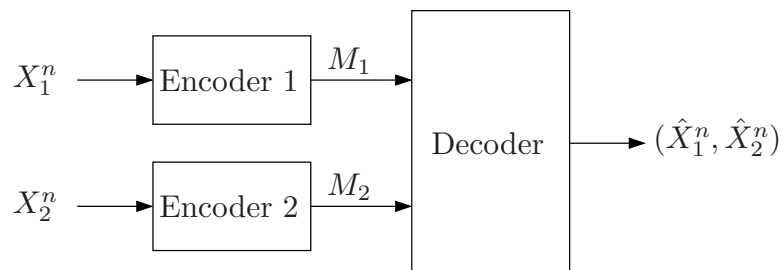 X₁ⁿ Encoder 1 M₁
Decoder (X̂₁ⁿ, X̂₂ⁿ)
X₂ⁿ Encoder 2 M₂